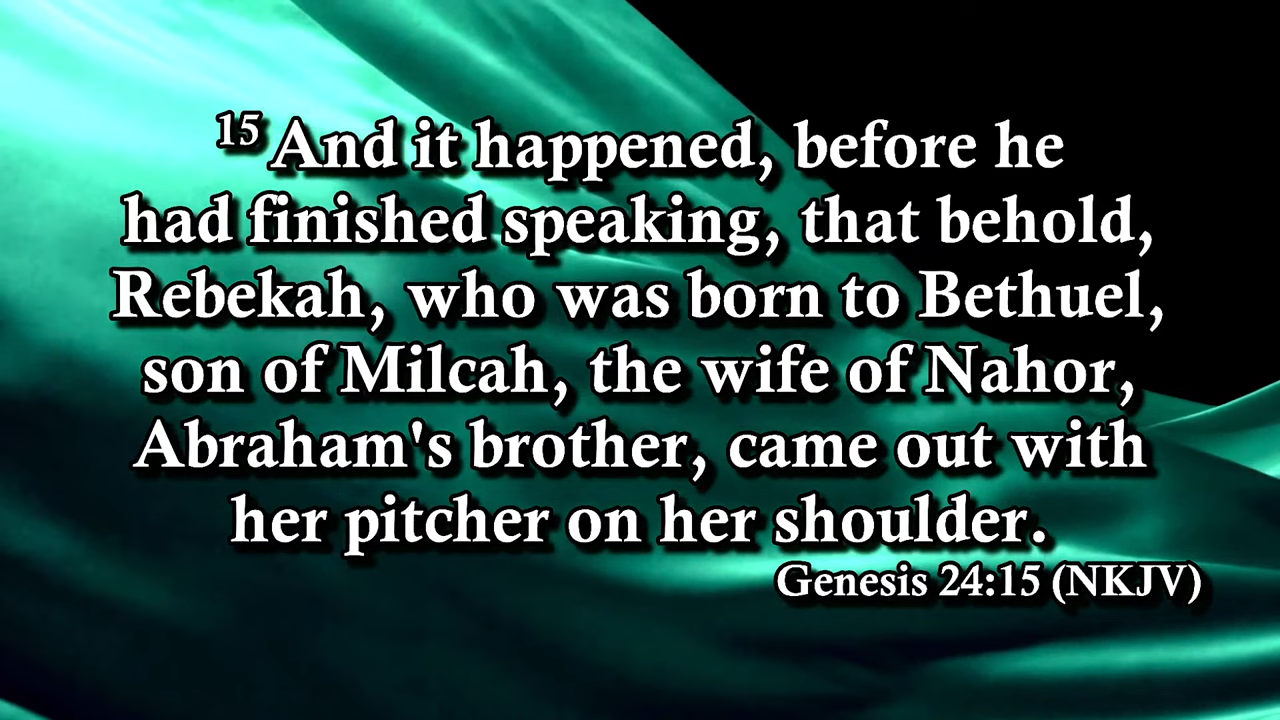 15 And it happened, before he
had finished speaking, that behold,
Rebekah, who was born to Bethuel,
son of Milcah, the wife of Nahor,
Abraham's brother, came out with
her pitcher on her shoulder.
Genesis 24:15 (NKJV)